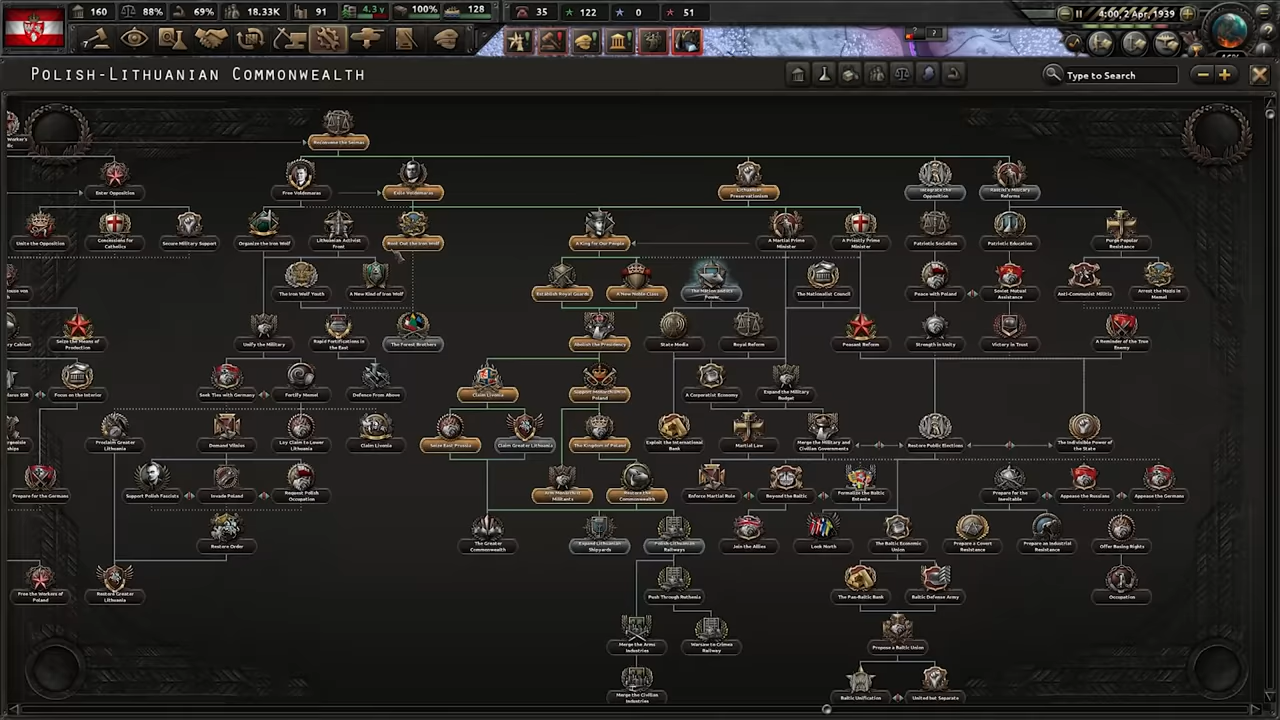 160 88% 69% 18.33K 91 4.3 y 100% 128 35 122 0 51 4:00, 2 Apr, 1939
Polish-Lithuanian Commonwealth
Type to Search
Reconvene the Seimas
Enter Opposition Free Voldemaras Exile Voldemaras Lithuanian Preservationism Integrate the Opposition Military Reforms
Unite the Opposition Concessions for Catholics Secure Military Support Organize the Iron Wolf Lithuanian Activist Front Root Out the Iron Wolf A King for Our People A Martial Prime Minister A Priestly Prime Minister Patriotic Socialism Patriotic Education Purge Popular Resistance
The Iron Wolf Youth A New Kind of Iron Wolf Establish Royal Guards A New Noble Class The Nationalist Council Peace with Poland Soviet Mutual Assistance Anti-Communist Militia Arrest the Nazis in Memel
Seize the Means of Production Unify the Military Rapid Fortifications in the East The Forest Brothers Abolish the Presidency State Media Royal Reform Peasant Reform Strength in Unity Victory in Trust A Reminder of the True Enemy
Focus on the Interior Seek Ties with Germany Fortify Memel Defence From Above Claim Livonia Support Monarchism in Poland A Corporatist Economy Expand the Military Budget
Proclaim Greater Lithuania Demand Vilnius Lay Claim to Lower Lithuania Claim Livonia Seize East Prussia Claim Greater Lithuania The Kingdom of Poland Exploit the International Bank Martial Law Merge the Military and Civilian Governments Restore Public Elections The Indivisible Power of the State
Prepare for the Germans Support Polish Fascists Invade Poland Request Polish Occupation Arm Monarchist Militants Restore the Commonwealth Enforce Martial Rule Beyond the Baltic Formalize the Baltic Entente Prepare for the Inevitable Appease the Russians Appease the Germans
Restore Order The Greater Commonwealth Expand Lithuanian Shipyards Polish-Lithuanian Railways Join the Allies Look North The Baltic Economic Union Prepare a Covert Resistance Prepare an Industrial Resistance Offer Basing Rights
Free the Workers of Poland Restore Greater Lithuania Push Through Ruthenia The Pan-Baltic Bank Baltic Defense Army Occupation
Merge the Arms Industries Warsaw to Crimea Railway Propose a Baltic Union
Merge the Civilian Industries Baltic Unification United but Separate